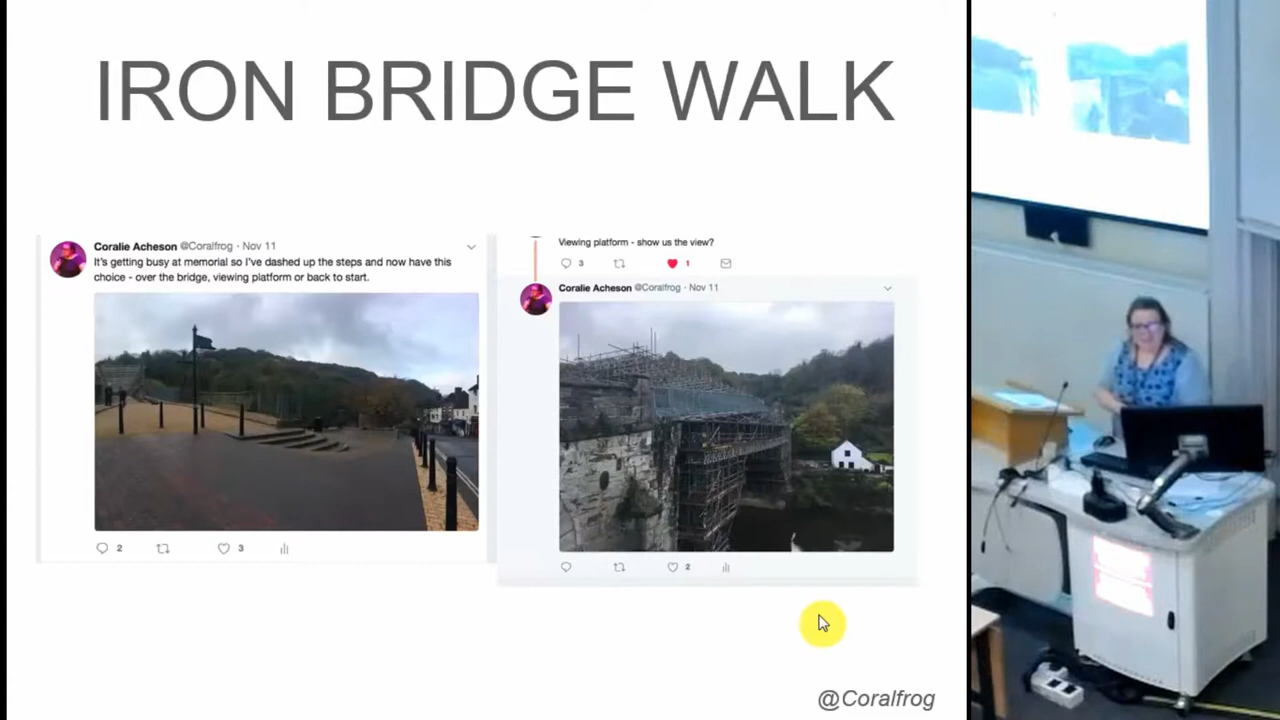 IRON BRIDGE WALK
Coralie Acheson @Coralfrog · Nov 11
It's getting busy at memorial so I've dashed up the steps and now have this
choice - over the bridge, viewing platform or back to start.
2
3
Viewing platform - show us the view?
3
1
Coralie Acheson @Coralfrog · Nov 11
2
@Coralfrog